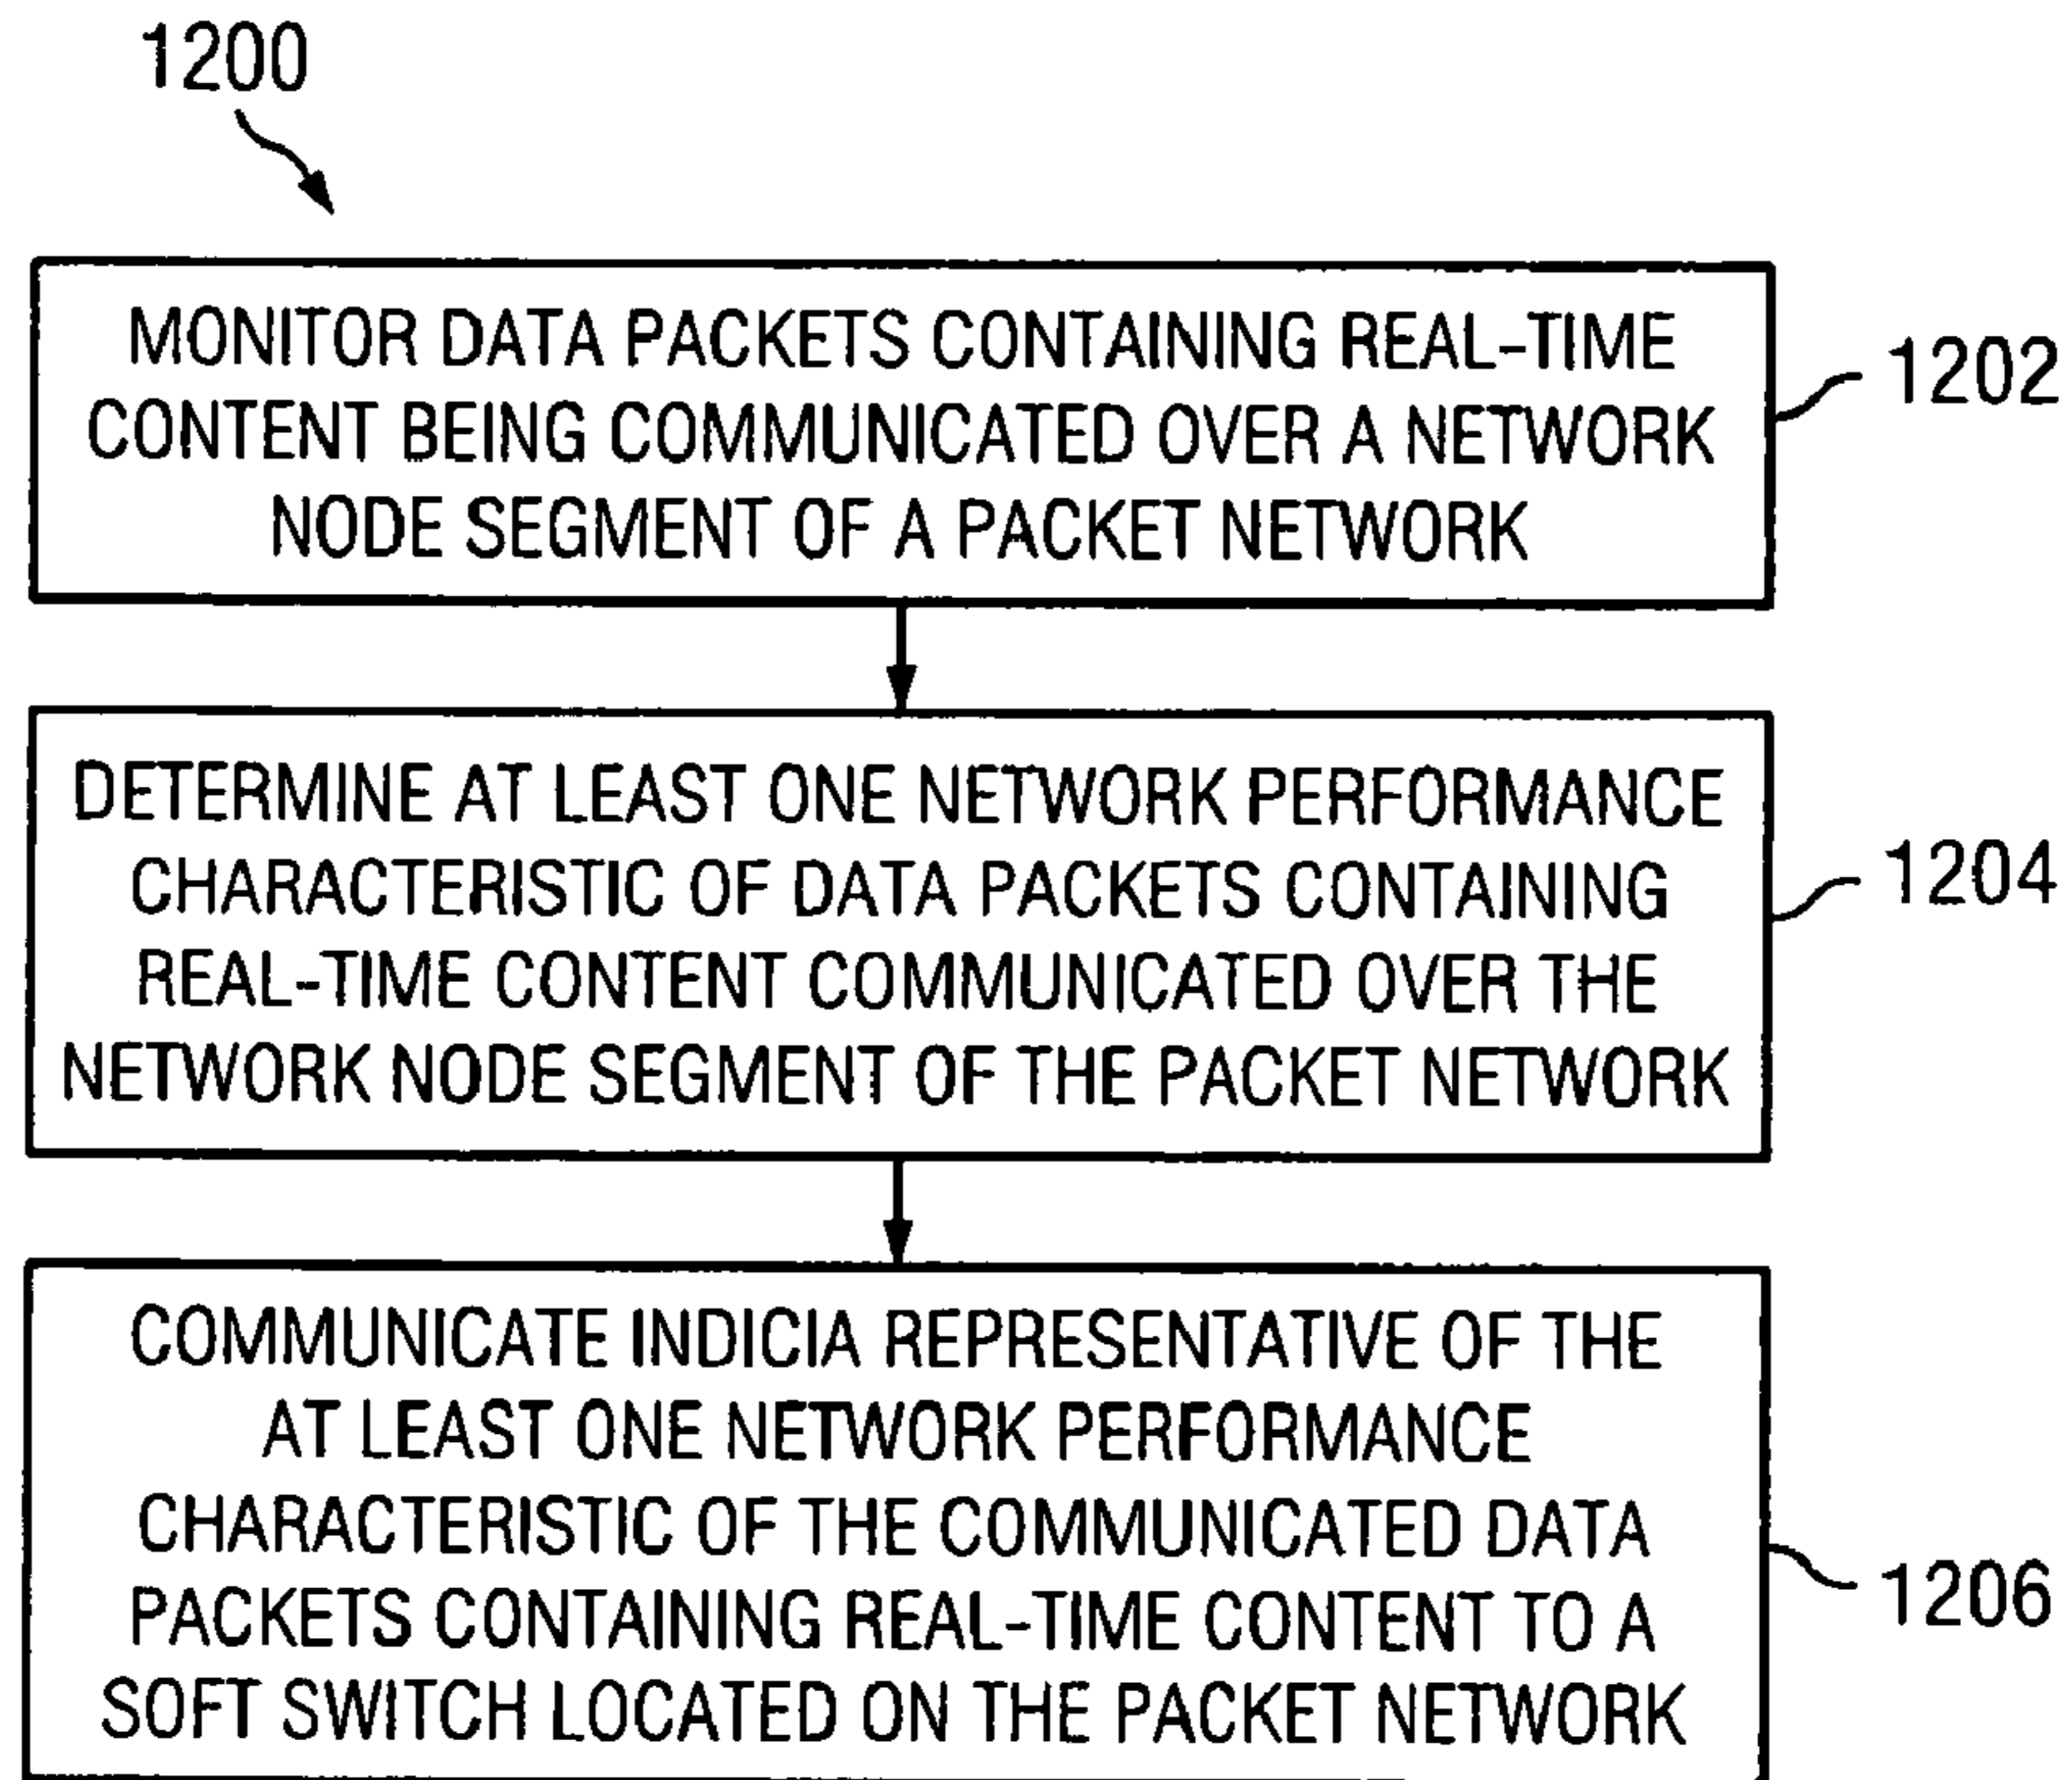 1200
MONITOR DATA PACKETS CONTAINING REAL-TIME
CONTENT BEING COMMUNICATED OVER A NETWORK
NODE SEGMENT OF A PACKET NETWORK
1202
DETERMINE AT LEAST ONE NETWORK PERFORMANCE
CHARACTERISTIC OF DATA PACKETS CONTAINING
REAL-TIME CONTENT COMMUNICATED OVER THE
NETWORK NODE SEGMENT OF THE PACKET NETWORK
1204
COMMUNICATE INDICIA REPRESENTATIVE OF THE
AT LEAST ONE NETWORK PERFORMANCE
CHARACTERISTIC OF THE COMMUNICATED DATA
PACKETS CONTAINING REAL-TIME CONTENT TO A
SOFT SWITCH LOCATED ON THE PACKET NETWORK
1206